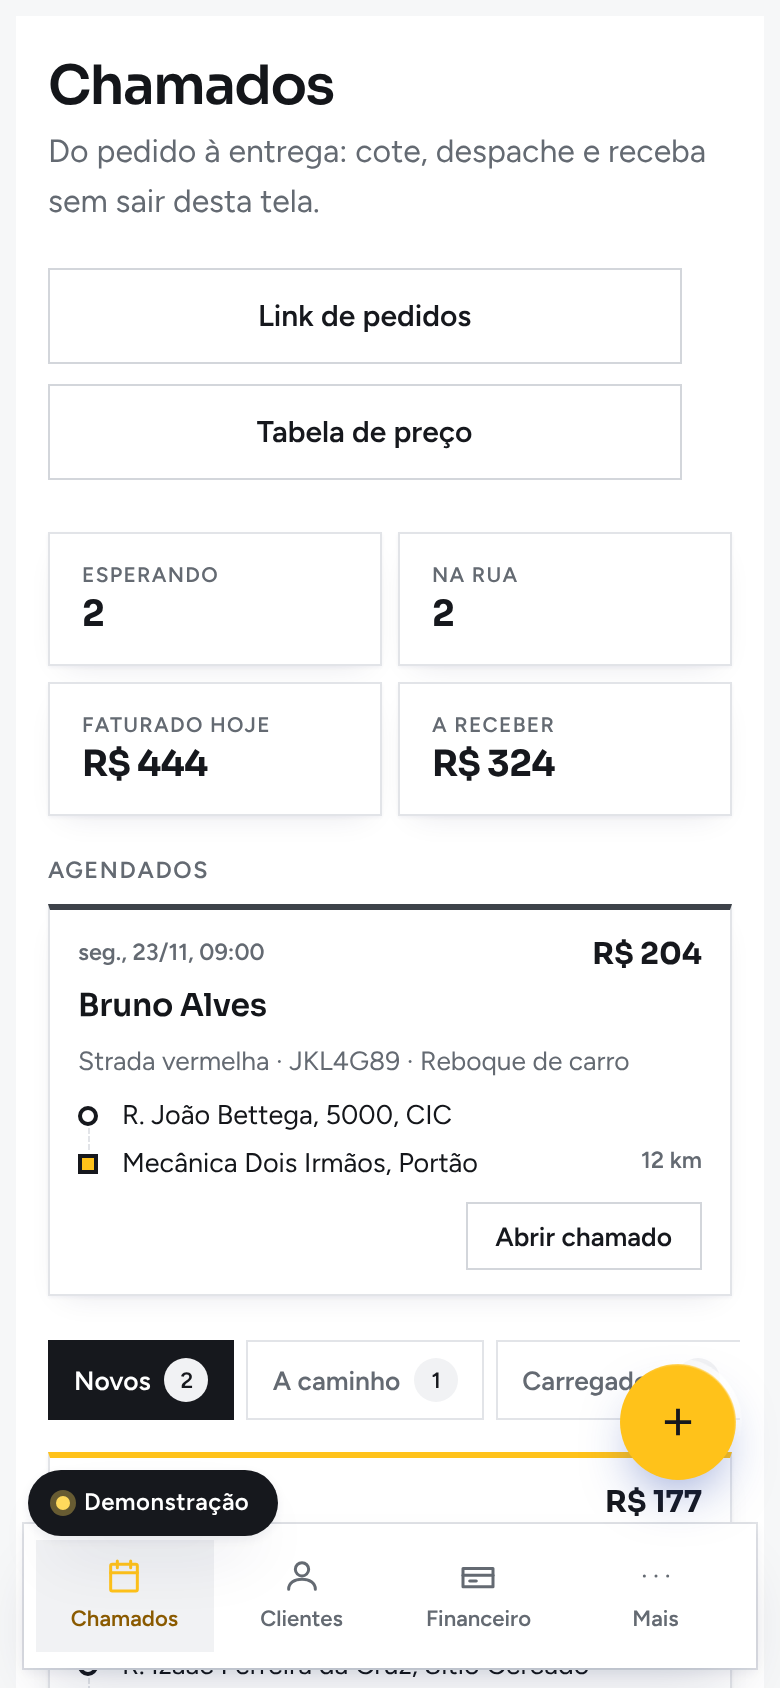 Chamados
Do pedido à entrega: cote, despache e receba
sem sair desta tela.
Link de pedidos
Tabela de preço
ESPERANDO
2
NA RUA
2
FATURADO HOJE
R$ 444
A RECEBER
R$ 324
AGENDADOS
seg., 23/11, 09:00
R$ 204
Bruno Alves
Strada vermelha · JKL4G89 · Reboque de carro
R. João Bettega, 5000, CIC
Mecânica Dois Irmãos, Portão
12 km
Abrir chamado
Novos 2
A caminho 1
+
Demonstração
R$ 177
Chamados
Clientes
Financeiro
Mais